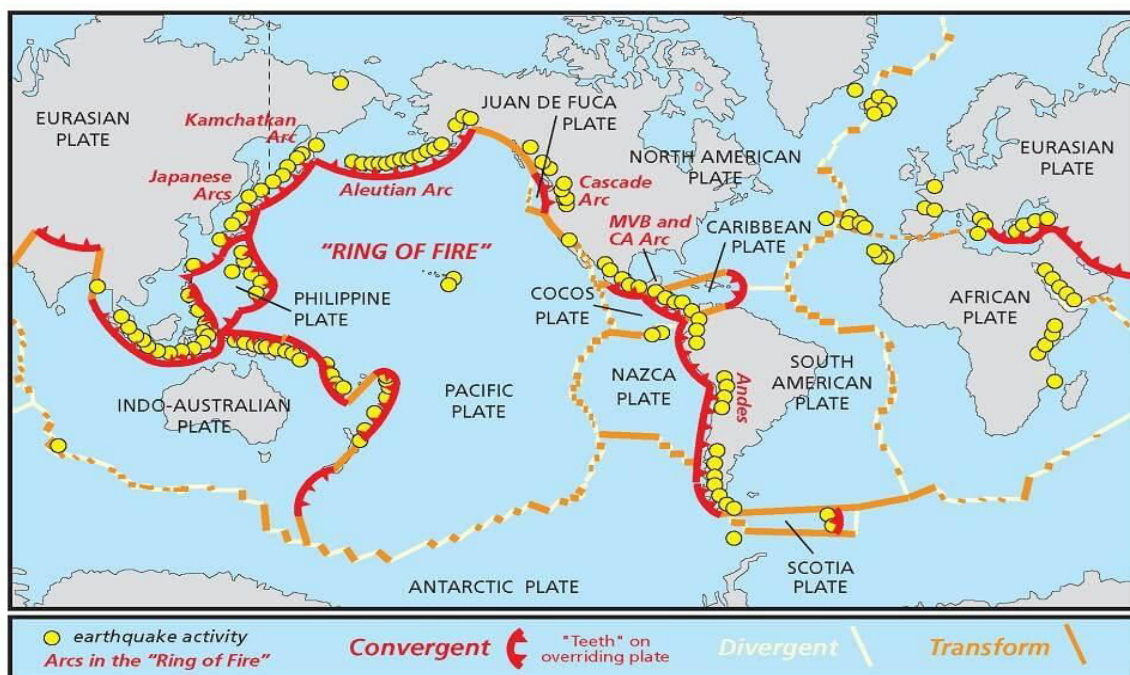 EURASIAN
PLATE
Kamchatkan
Arc
Japanese
Arcs
Aleutian Arc
JUAN DE FUCA
PLATE
NORTH AMERICAN
PLATE
Cascade
Arc
MVB and
CA Arc
CARIBBEAN
PLATE
EURASIAN
PLATE
"RING OF FIRE"
PHILIPPINE
PLATE
COCOS
PLATE
AFRICAN
PLATE
INDO-AUSTRALIAN
PLATE
PACIFIC
PLATE
NAZCA
PLATE
Andes
SOUTH
AMERICAN
PLATE
SCOTIA
PLATE
ANTARCTIC PLATE
earthquake activity
Arcs in the "Ring of Fire"
Convergent
"Teeth" on
overriding plate
Divergent
Transform